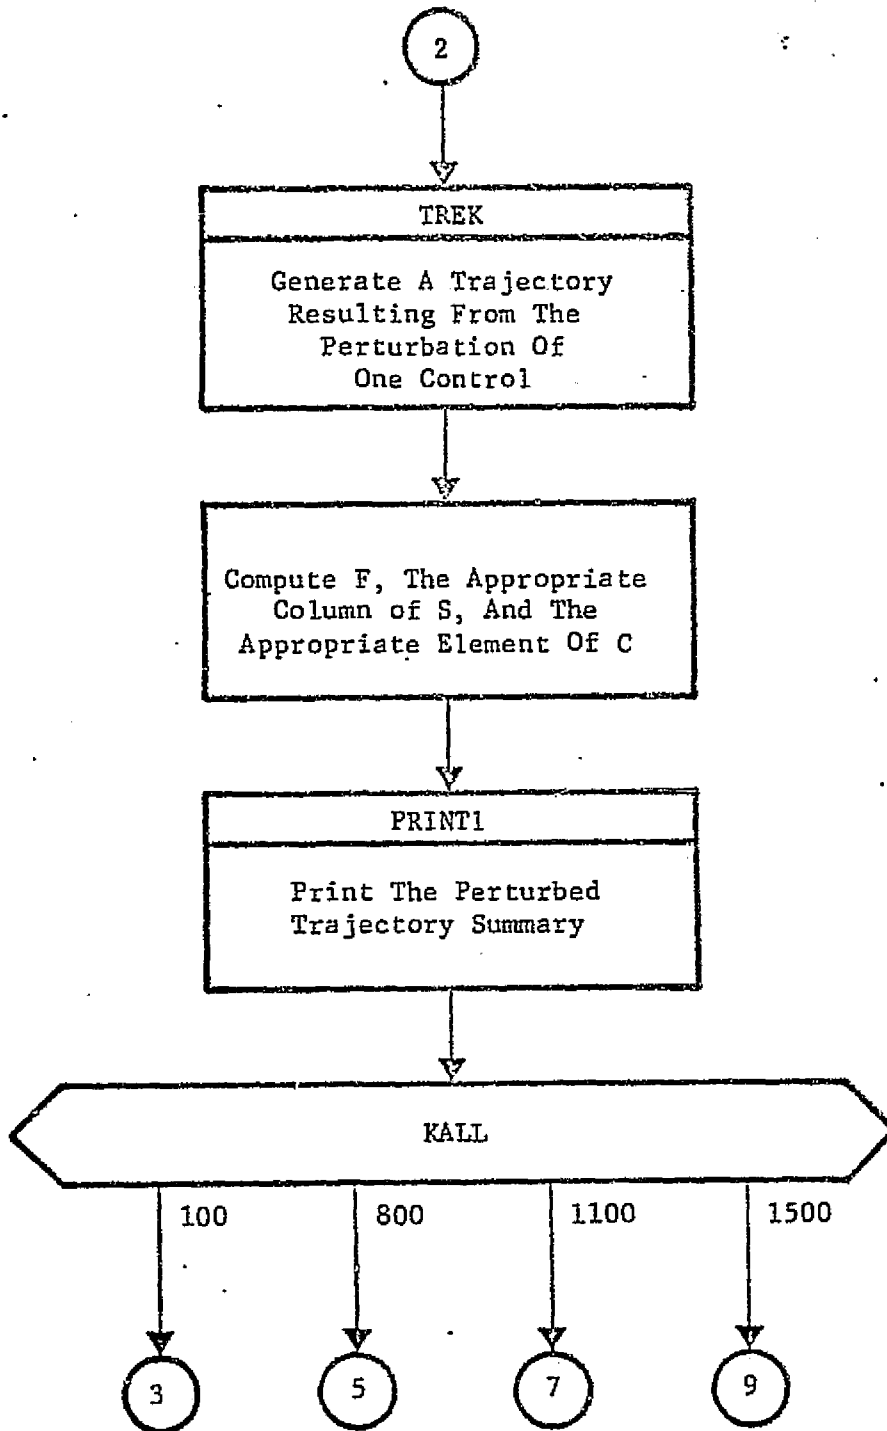 2
TREK
Generate A Trajectory
Resulting From The
Perturbation Of
One Control
Compute F, The Appropriate
Column of S, And The
Appropriate Element Of C
PRINT1
Print The Perturbed
Trajectory Summary
KALL
100 800 1100 1500
3 5 7 9